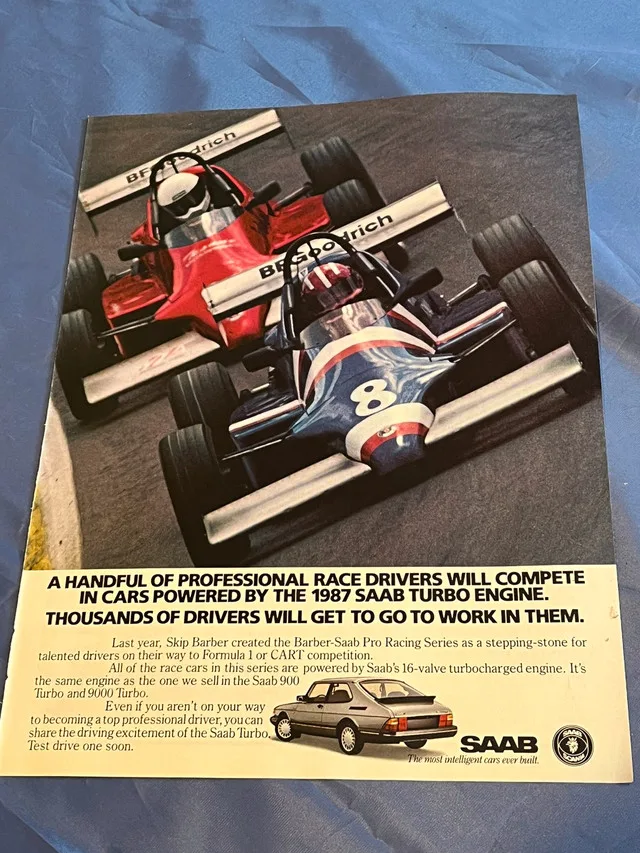 BFGoodrich
BFGoodrich
8
A HANDFUL OF PROFESSIONAL RACE DRIVERS WILL COMPETE
IN CARS POWERED BY THE 1987 SAAB TURBO ENGINE.
THOUSANDS OF DRIVERS WILL GET TO GO TO WORK IN THEM.
Last year, Skip Barber created the Barber-Saab Pro Racing Series as a stepping-stone for
talented drivers on their way to Formula 1 or CART competition.
All of the race cars in this series are powered by Saab's 16-valve turbocharged engine. It's
the same engine as the one we sell in the Saab 900
Turbo and 9000 Turbo.
Even if you aren't on your way
to becoming a top professional driver, you can
share the driving excitement of the Saab Turbo.
Test drive one soon.
SAAB
The most intelligent cars ever built.
SAAB
SCANIA